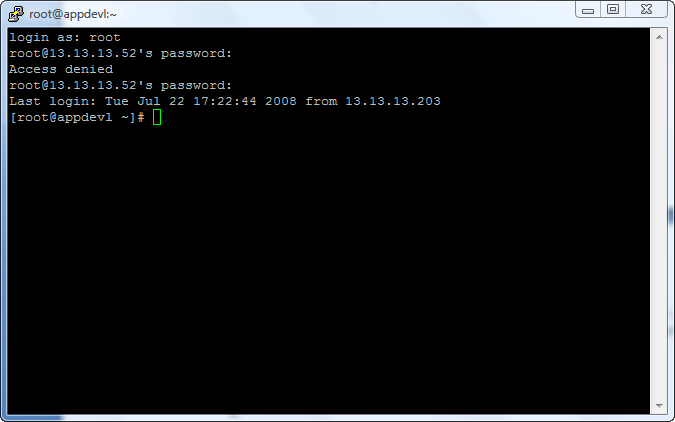 root@appdevl:~
login as: root
root@13.13.13.52's password:
Access denied
root@13.13.13.52's password:
Last login: Tue Jul 22 17:22:44 2008 from 13.13.13.203
[root@appdevl ~]#